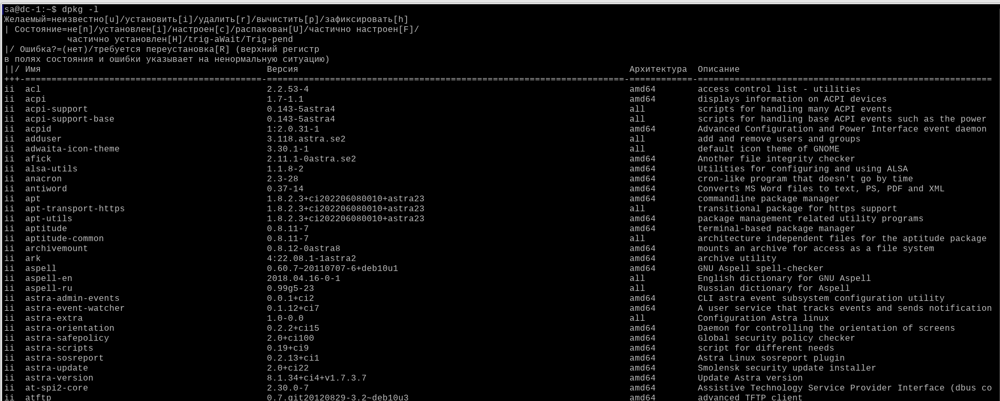 sa@dc-1:~$ dpkg -l
Желаемый=неизвестно[u]/установить[i]/удалить[r]/вычистить[p]/зафиксировать[h]
| Состояние=не[n]/установлен[i]/настроен[c]/распакован[U]/частично настроен[F]/
            частично установлен[H]/trig-aWait/Trig-pend
|/ Ошибка?=(нет)/требуется переустановка[R] (верхний регистр
в полях состояния и ошибки указывает на ненормальную ситуацию)
||/ Имя Версия Архитектура Описание
+++-=============================================-====================================================================-============-========================================================
ii acl 2.2.53-4 amd64 access control list - utilities
ii acpi 1.7-1.1 amd64 displays information on ACPI devices
ii acpi-support 0.143-5astra4 all scripts for handling many ACPI events
ii acpi-support-base 0.143-5astra4 all scripts for handling base ACPI events such as the power
ii acpid 1:2.0.31-1 amd64 Advanced Configuration and Power Interface event daemon
ii adduser 3.118.astra.se2 all add and remove users and groups
ii adwaita-icon-theme 3.30.1-1 all default icon theme of GNOME
ii afick 2.11.1-0astra.se2 amd64 Another file integrity checker
ii alsa-utils 1.1.8-2 amd64 Utilities for configuring and using ALSA
ii anacron 2.3-28 amd64 cron-like program that doesn't go by time
ii antiword 0.37-14 amd64 Converts MS Word files to text, PS, PDF and XML
ii apt 1.8.2.3+ci202206080010+astra23 amd64 commandline package manager
ii apt-transport-https 1.8.2.3+ci202206080010+astra23 all transitional package for https support
ii apt-utils 1.8.2.3+ci202206080010+astra23 amd64 package management related utility programs
ii aptitude 0.8.11-7 amd64 terminal-based package manager
ii aptitude-common 0.8.11-7 all architecture independent files for the aptitude package
ii archivemount 0.8.12-0astra8 amd64 mounts an archive for access as a file system
ii ark 4:22.08.1-1astra2 amd64 archive utility
ii aspell 0.60.7~20110707-6+deb10u1 amd64 GNU Aspell spell-checker
ii aspell-en 2018.04.16-0-1 all English dictionary for GNU Aspell
ii aspell-ru 0.99g5-23 all Russian dictionary for Aspell
ii astra-admin-events 0.0.1+ci2 amd64 CLI astra event subsystem configuration utility
ii astra-event-watcher 0.1.12+ci7 amd64 A user service that tracks events and sends notification
ii astra-extra 1.0-0.0 all Configuration Astra linux
ii astra-orientation 0.2.2+ci15 amd64 Daemon for controlling the orientation of screens
ii astra-safepolicy 2.0+ci100 amd64 Global security policy checker
ii astra-scripts 0.19+ci9 amd64 script for different needs
ii astra-sosreport 0.2.13+ci1 amd64 Astra Linux sosreport plugin
ii astra-update 2.0+ci22 amd64 Smolensk security update installer
ii astra-version 8.1.34+ci4+v1.7.3.7 amd64 Update Astra version
ii at-spi2-core 2.30.0-7 amd64 Assistive Technology Service Provider Interface (dbus co
ii atftp 0.7.git20120829-3.2~deb10u3 amd64 advanced TFTP client